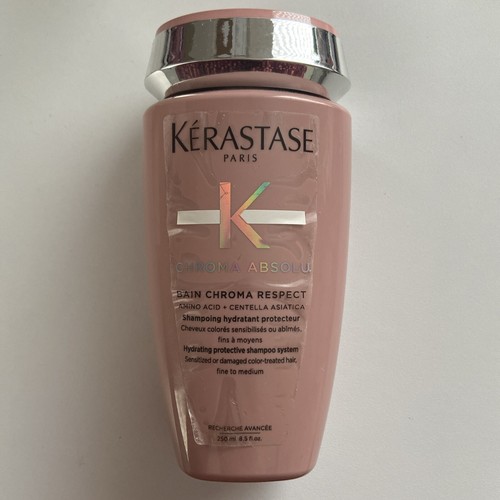 KÉRASTASE
PARIS
K
CHROMA ABSOLU
BAIN CHROMA RESPECT
AMINO ACID + CENTELLA ASIATICA
Shampoing hydratant protecteur
Cheveux colorés sensibilisés ou abîmés,
fins à moyens
Hydrating protective shampoo system
Sensitized or damaged color-treated hair,
fine to medium
RECHERCHE AVANCÉE
250 ml 8.5 fl.oz.